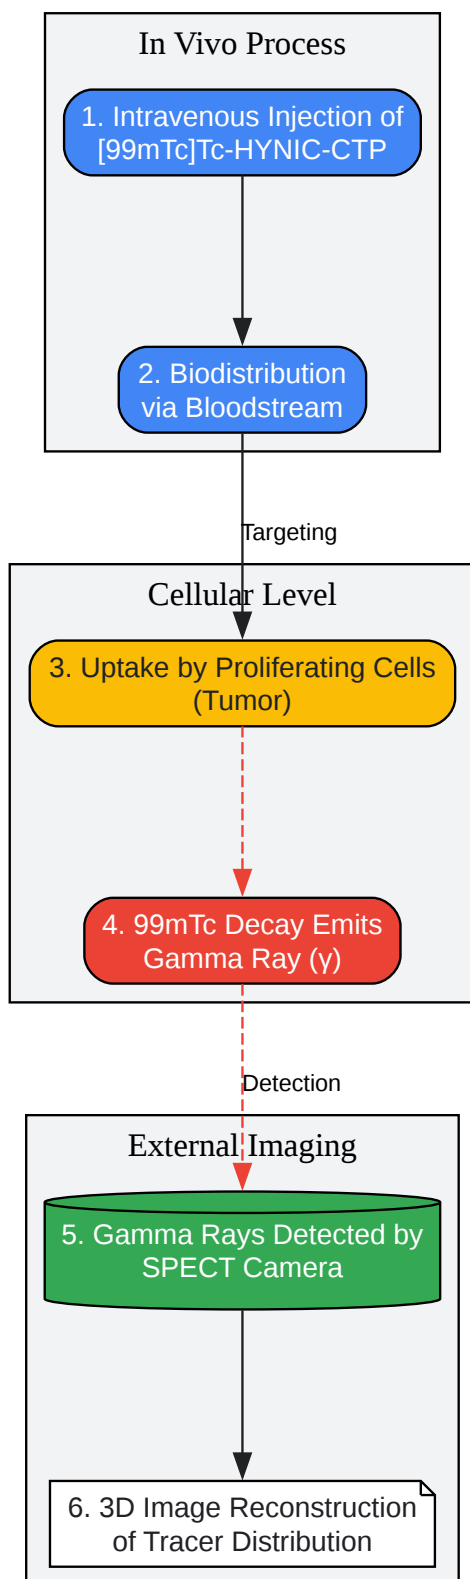 In Vivo Process
1. Intravenous Injection of
[99mTc]Tc-HYNIC-CTP
2. Biodistribution
via Bloodstream
Targeting
Cellular Level
3. Uptake by Proliferating Cells
(Tumor)
4. 99mTc Decay Emits
Gamma Ray (γ)
Detection
External Imaging
5. Gamma Rays Detected by
SPECT Camera
6. 3D Image Reconstruction
of Tracer Distribution